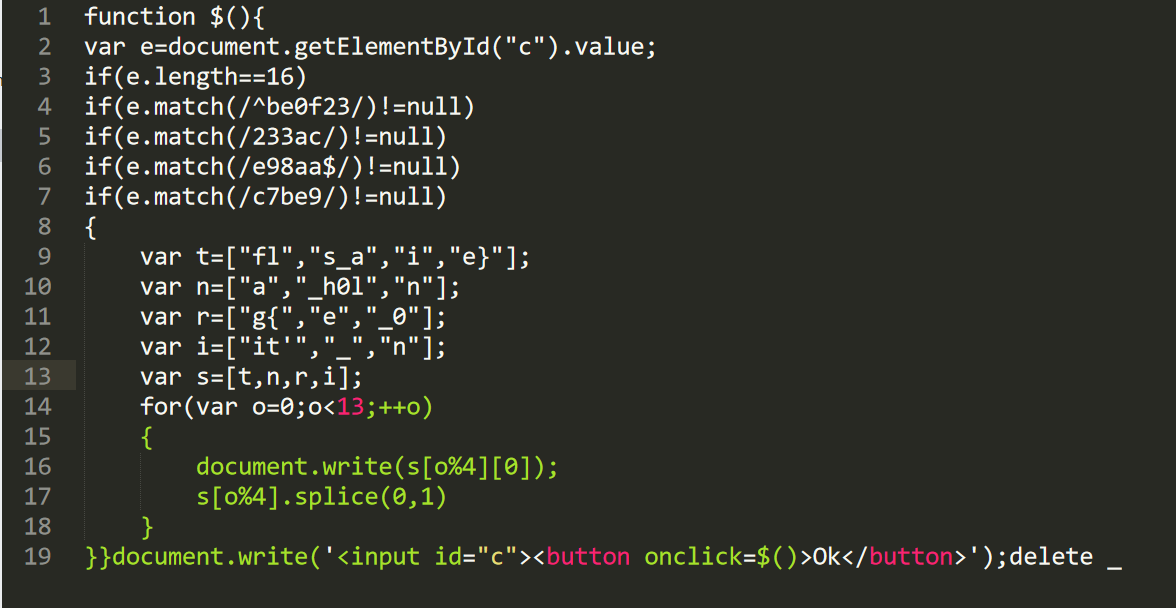 1 function $(){
2 var e=document.getElementById("c").value;
3 if(e.length==16)
4 if(e.match(/^be0f23/)!=null)
5 if(e.match(/233ac/)!=null)
6 if(e.match(/e98aa$/)!=null)
7 if(e.match(/c7be9/)!=null)
8 {
9 var t=["fl","s_a","i","e}"];
10 var n=["a","_h0l","n"];
11 var r=["g{","e","_0"];
12 var i=["it'","_","n"];
13 var s=[t,n,r,i];
14 for(var o=0;o<13;++o)
15 {
16 document.write(s[o%4][0]);
17 s[o%4].splice(0,1)
18 }
19 }}document.write('<input id="c"><button onclick=$()>Ok</button>');delete _